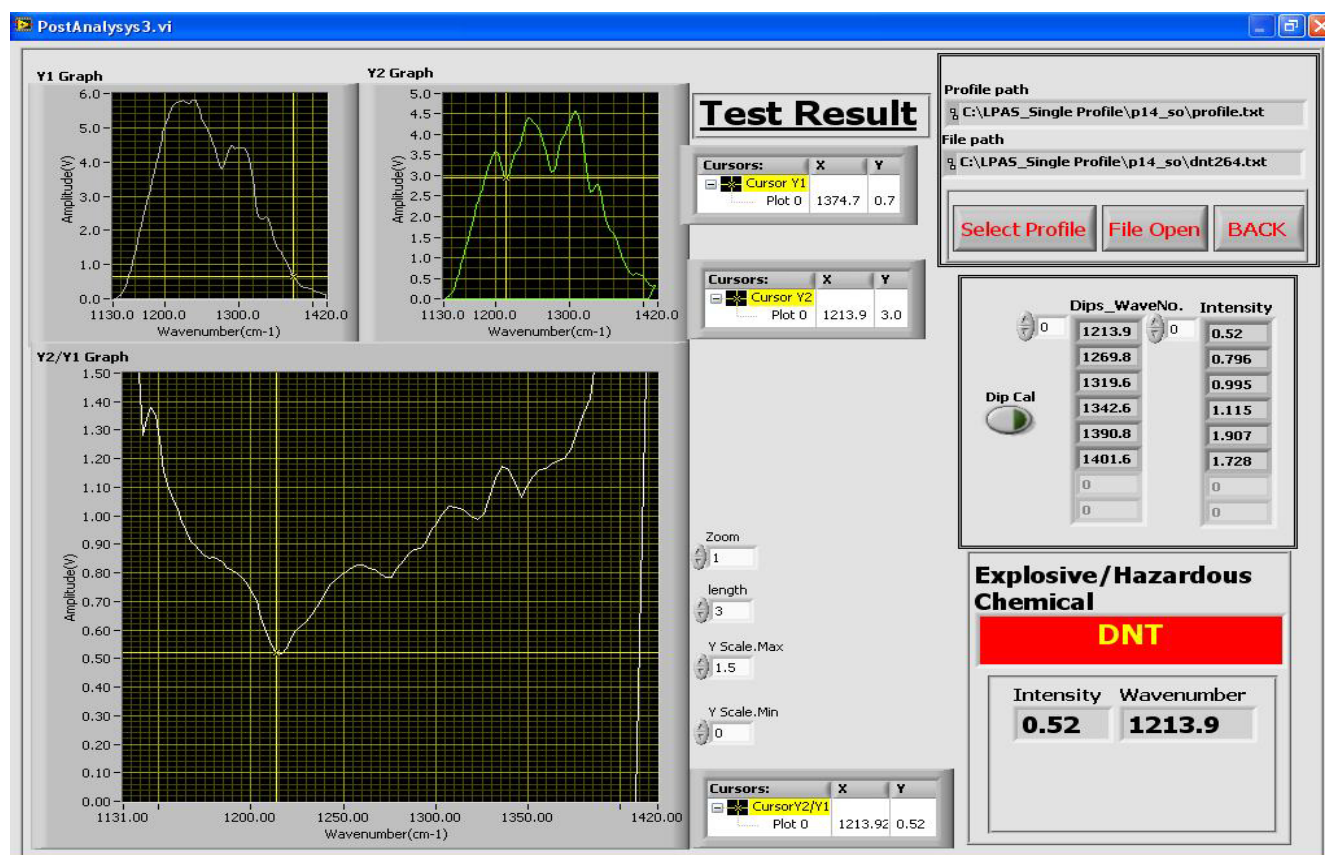 PostAnalysys3.vi
Y1 Graph
6.0
5.0
4.0
3.0
2.0
1.0
0.0
Amplitude(V)
1130.0 1200.0 1300.0 1420.0
Wavenumber(cm-1)
Y2 Graph
5.0
4.5
4.0
3.5
3.0
2.5
2.0
1.5
1.0
0.5
0.0
Amplitude(V)
1130.0 1200.0 1300.0 1420.0
Wavenumber(cm-1)
Test Result
Cursors: X Y
Cursor Y1
Plot 0 1374.7 0.7
Cursors: X Y
Cursor Y2
Plot 0 1213.9 3.0
Profile path
C:\LPAS_Single Profile\p14_so\profile.txt
File path
C:\LPAS_Single Profile\p14_so\dnt264.txt
Select Profile File Open BACK
Dips_WaveNo. Intensity
0 1213.9 0 0.52
1269.8 0.796
1319.6 0.995
Dip Cal
1342.6 1.115
1390.8 1.907
1401.6 1.728
0 0
0 0
Y2/Y1 Graph
1.50
1.40
1.30
1.20
1.10
1.00
0.90
0.80
0.70
0.60
0.50
0.40
0.30
0.20
0.10
0.00
Amplitude(V)
1131.00 1200.00 1250.00 1300.00 1350.00 1420.00
Wavenumber(cm-1)
Zoom
1
length
3
Y Scale.Max
1.5
Y Scale.Min
0
Cursors: X Y
CursorY2/Y1
Plot 0 1213.92 0.52
Explosive/Hazardous
Chemical
DNT
Intensity Wavenumber
0.52 1213.9